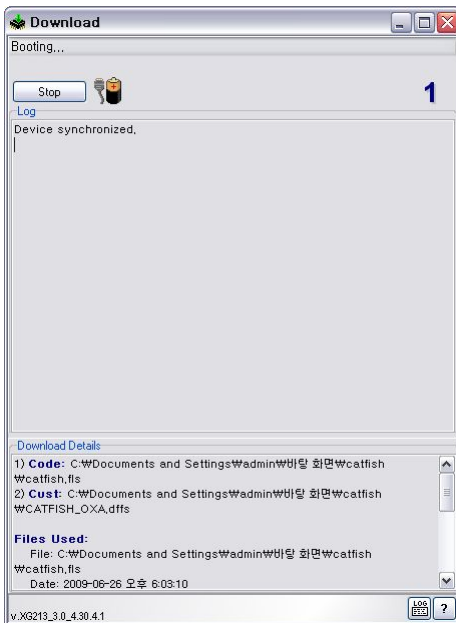 Download
Booting...
Stop
1
Log
Device synchronized,
Download Details
1) Code: C:₩Documents and Settings₩admin₩바탕 화면₩catfish
₩catfish,fls
2) Cust: C:₩Documents and Settings₩admin₩바탕 화면₩catfish
₩CATFISH_OXA,dffs
Files Used:
File: C:₩Documents and Settings₩admin₩바탕 화면₩catfish
₩catfish,fls
Date: 2009-06-26 오후 6:03:10
v.XG213_3.0_4.30.4.1
LOG
?